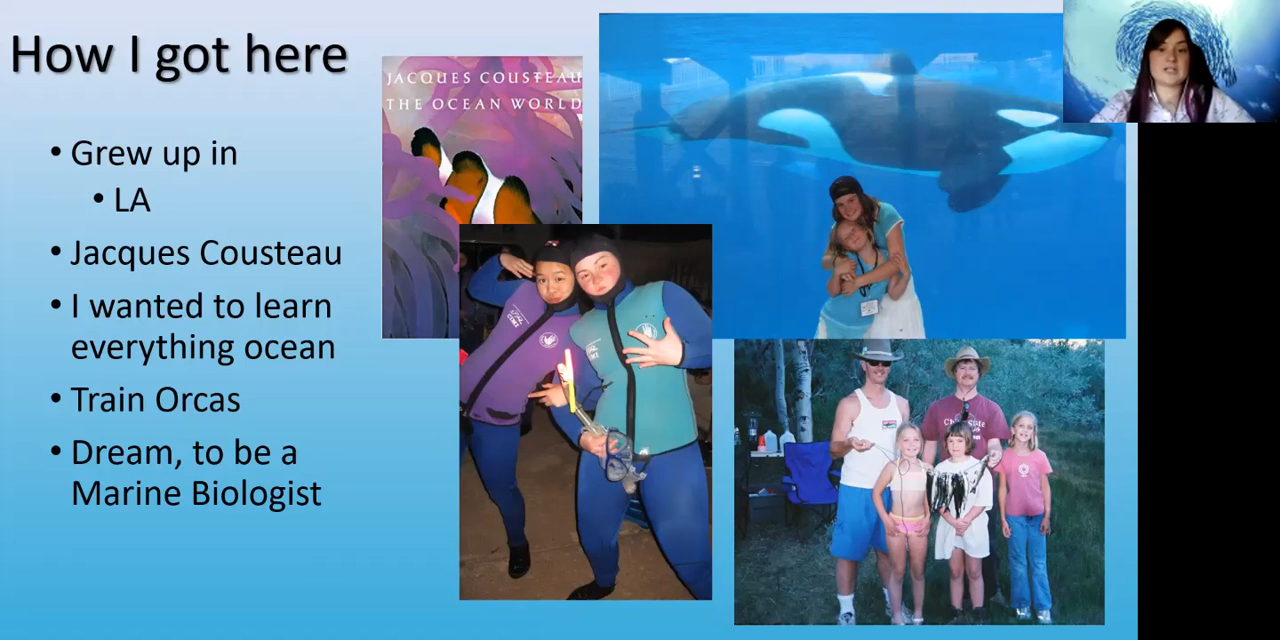 How I got here
• Grew up in
• LA
• Jacques Cousteau
• I wanted to learn
everything ocean
• Train Orcas
• Dream, to be a
Marine Biologist
JACQUES COUSTEAU
THE OCEAN WORLD